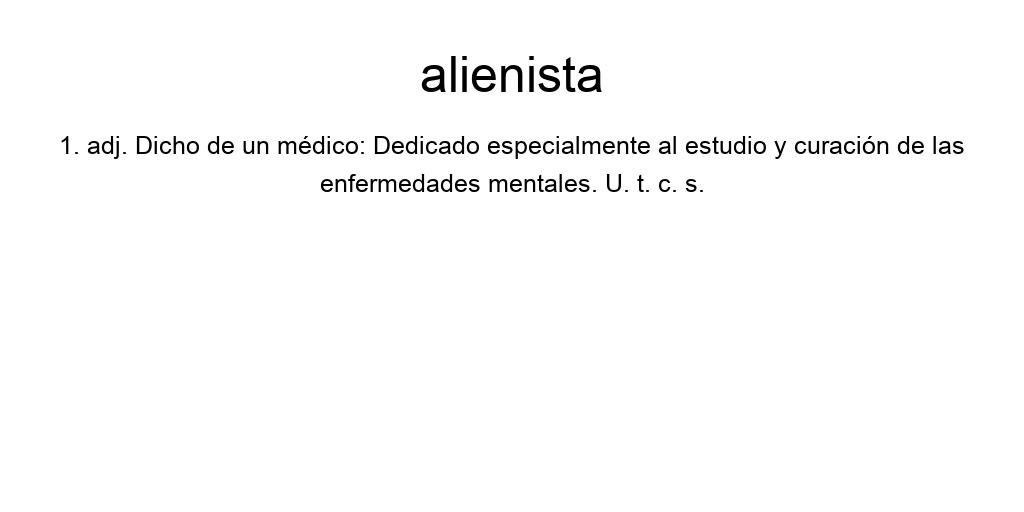 alienista
1. adj. Dicho de un médico: Dedicado especialmente al estudio y curación de las
enfermedades mentales. U. t. c. s.